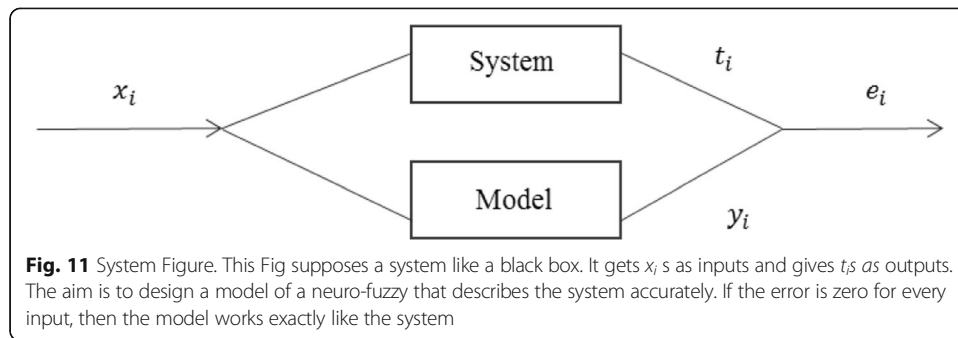 System
t_i
x_i
e_i
Model
y_i
Fig. 11 System Figure. This Fig supposes a system like a black box. It gets x_i s as inputs and gives t_is as outputs.
The aim is to design a model of a neuro-fuzzy that describes the system accurately. If the error is zero for every
input, then the model works exactly like the system